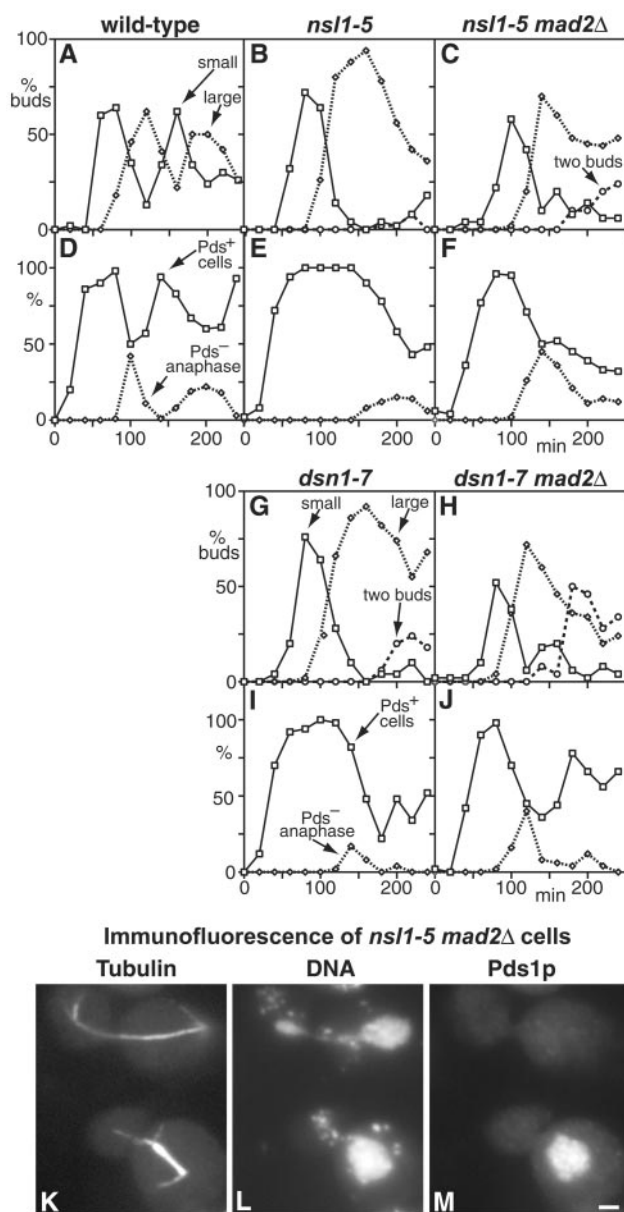 wild-type nsl1-5 nsl1-5 mad2Δ
100
A
small
large
B
C
two buds
%
buds
50
0
D
Pds+
cells
Pds−
anaphase
E
F
100
%
50
0
0 100 200
0 100 200
0 100 200
min
dsn1-7 dsn1-7 mad2Δ
100
G
small
large
two buds
H
%
buds
50
0
I
Pds+
cells
Pds−
anaphase
J
100
%
50
0
0 100 200
0 100 200
min
Immunofluorescence of nsl1-5 mad2Δ cells
Tubulin DNA Pds1p
K L M